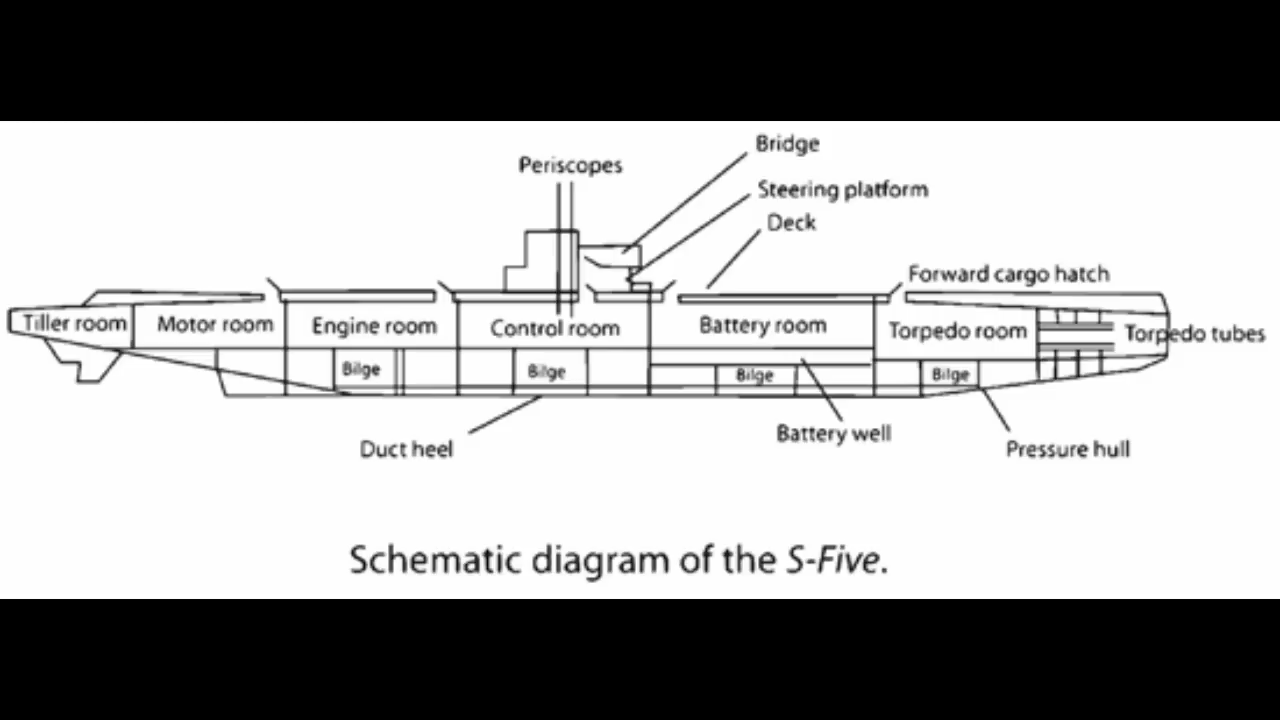 Bridge
Periscopes
Steering platform
Deck
Forward cargo hatch
Tiller room
Motor room
Engine room
Control room
Battery room
Torpedo room
Torpedo tubes
Bilge
Bilge
Bilge
Bilge
Battery well
Duct heel
Pressure hull
Schematic diagram of the S-Five.